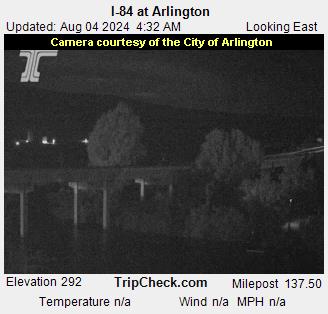 I-84 at Arlington
Updated: Aug 04 2024 4:32 AM Looking East
Camera courtesy of the City of Arlington
Elevation 292 TripCheck.com Milepost 137.50
Temperature n/a Wind n/a MPH n/a